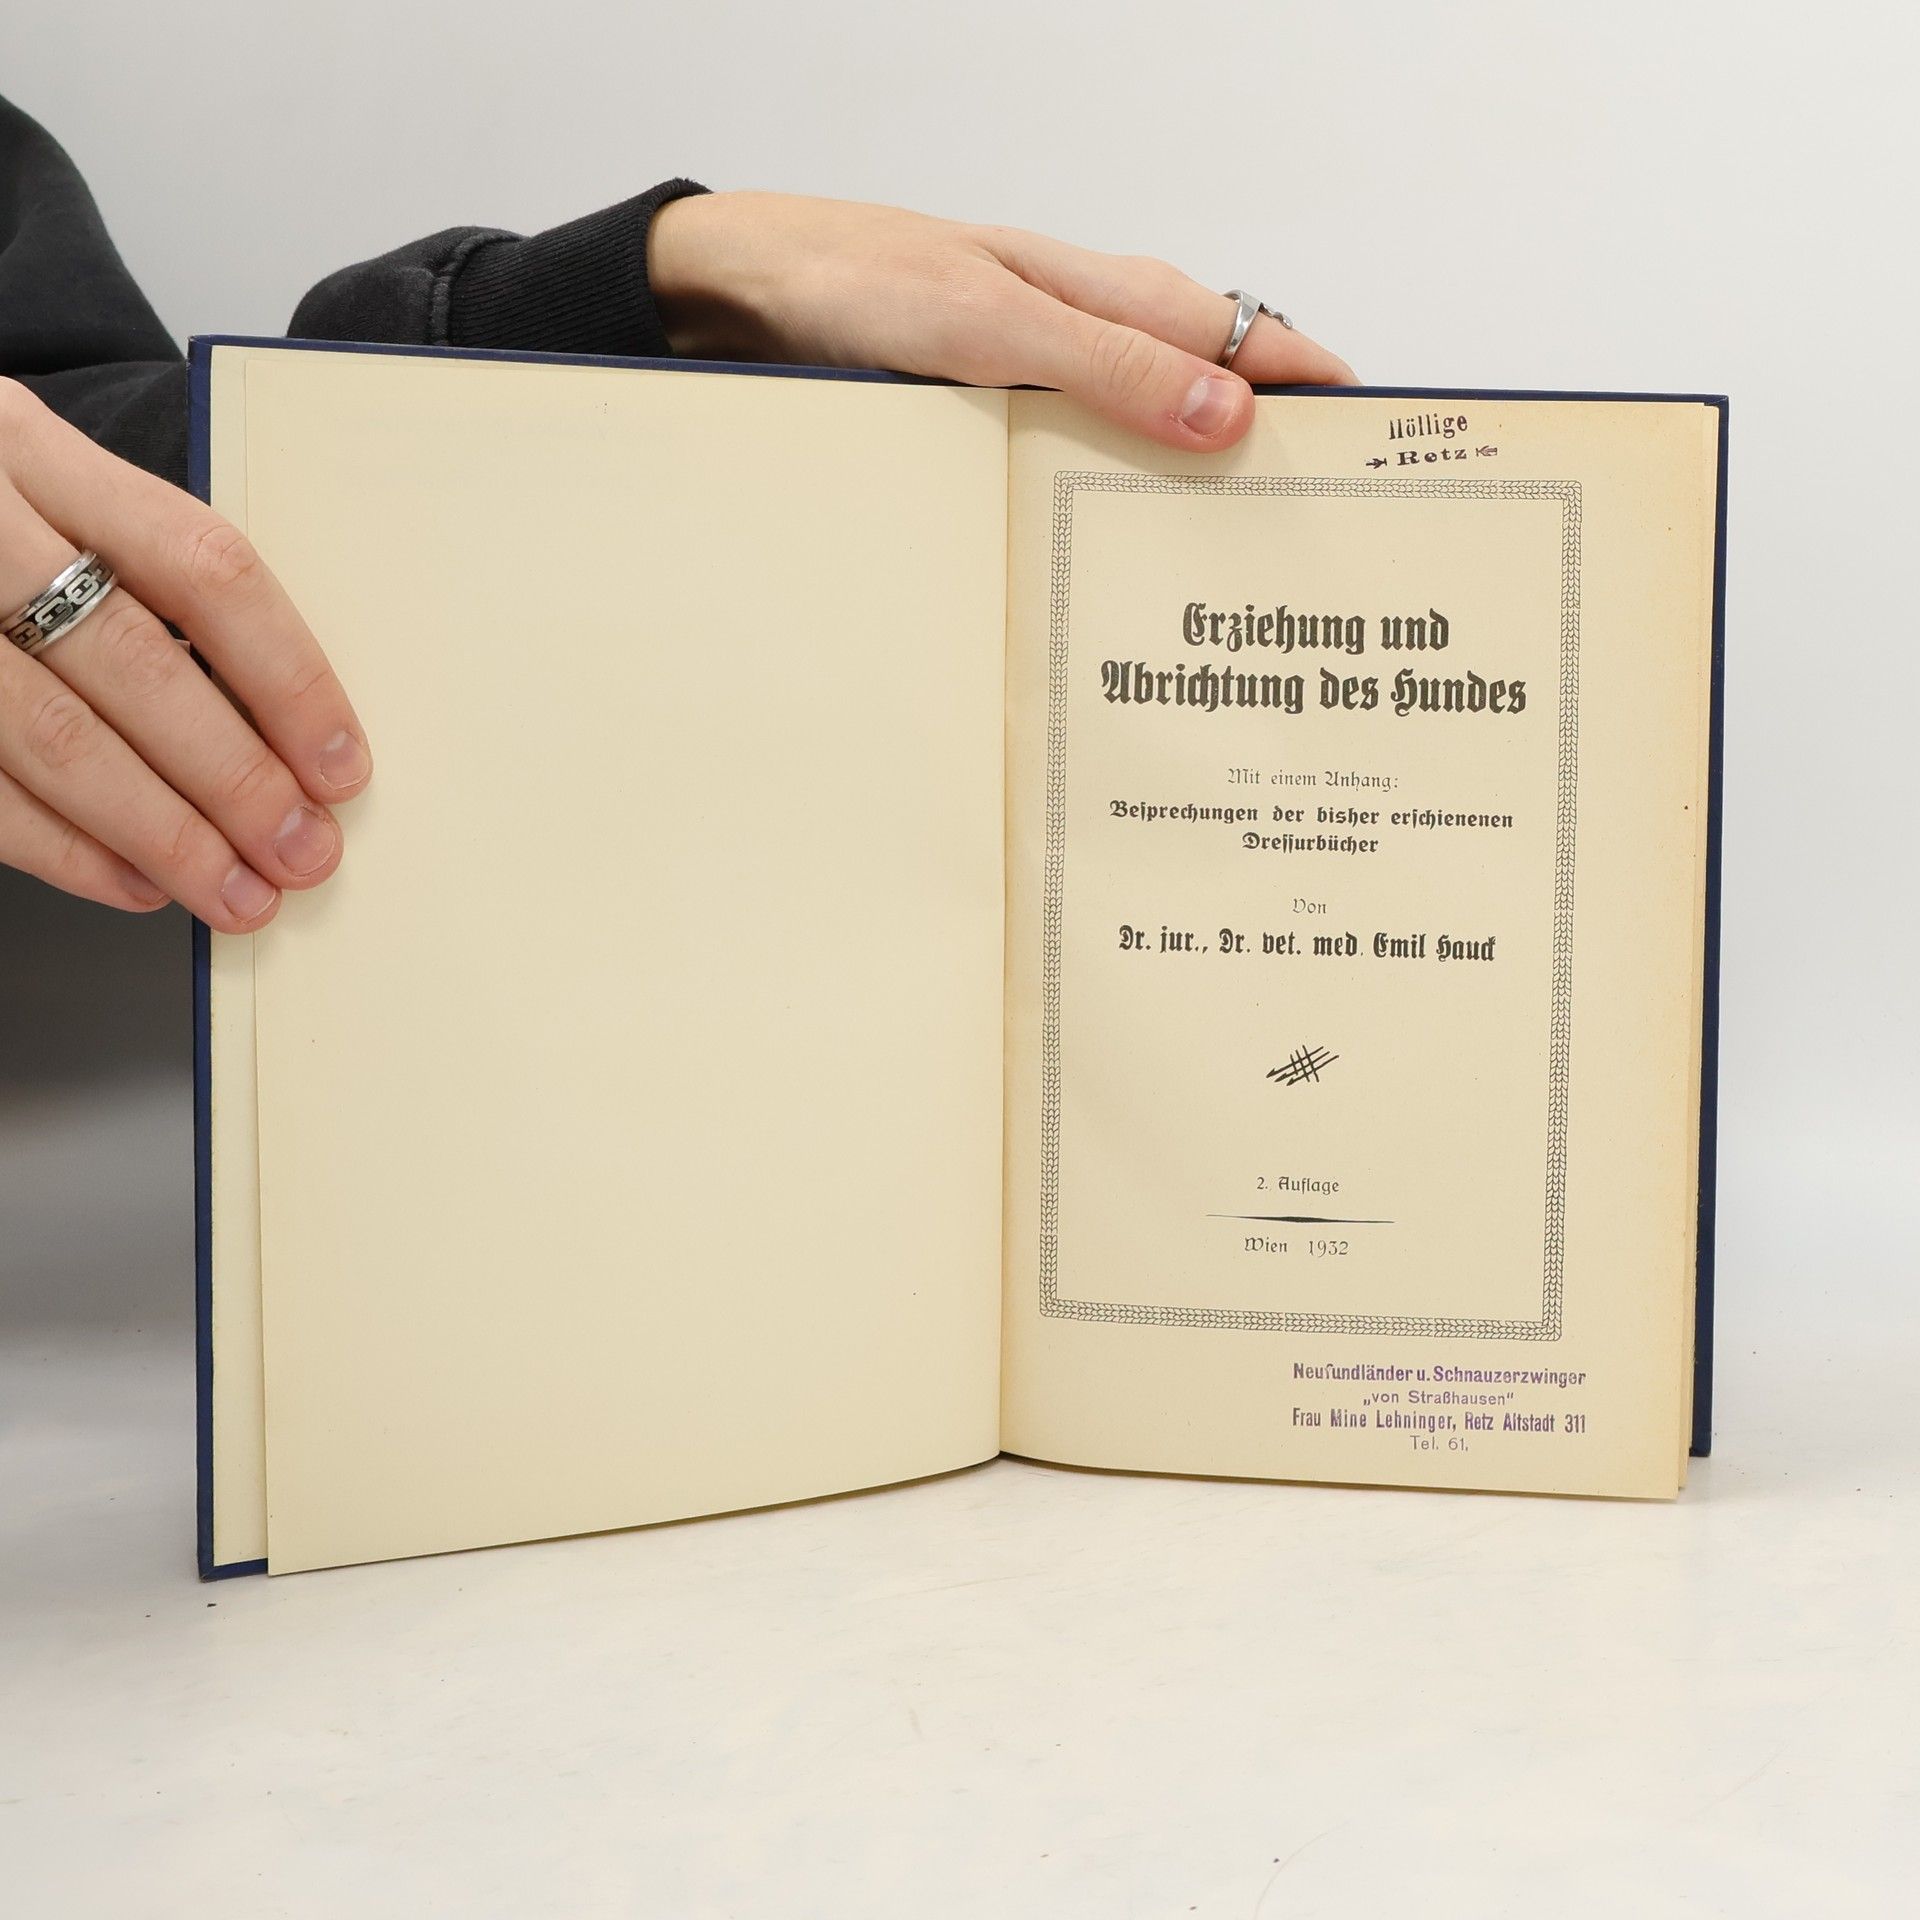 Höllige
Retz
Erziehung und
Abrichtung des Hundes
Mit einem Anhang:
Besprechungen der bisher erschienenen
Dressurbücher
Von
Dr. jur., Dr. vet. med. Emil Hauck
2. Auflage
Wien 1932
Neufundländer u. Schnauzerzwinger
„von Straßhausen"
Frau Mine Lehninger, Retz Altstadt 311
Tel. 61.